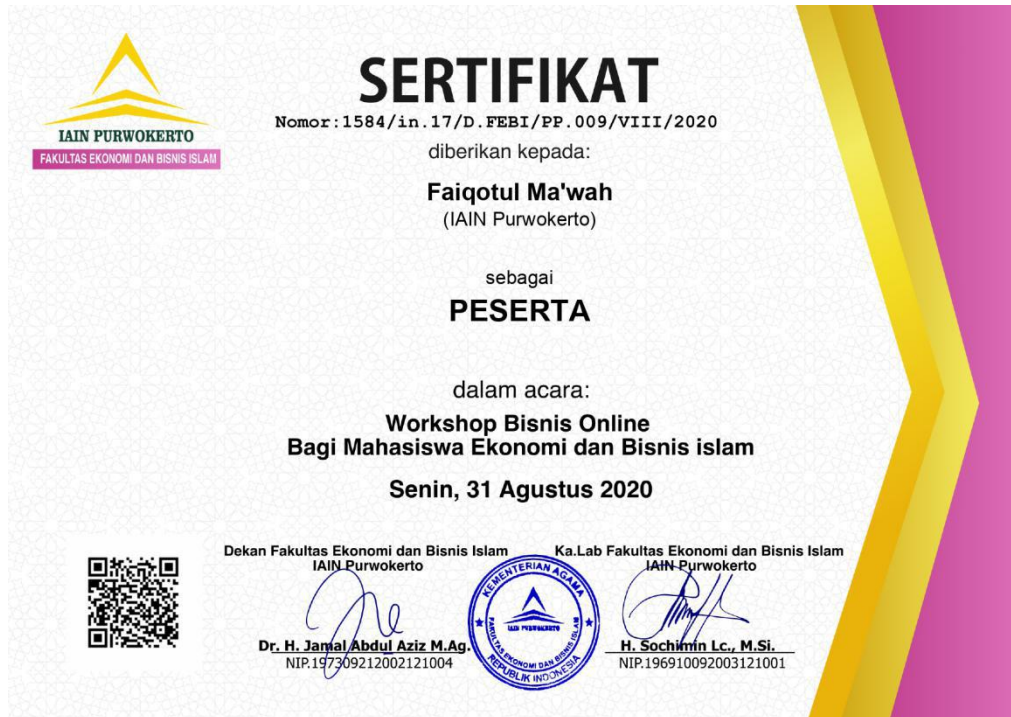 IAIN PURWOKERTO
FAKULTAS EKONOMI DAN BISNIS ISLAM
SERTIFIKAT
Nomor:1584/in.17/D.FEBI/PP.009/VIII/2020
diberikan kepada:
Faiqotul Ma'wah
(IAIN Purwokerto)
sebagai
PESERTA
dalam acara:
Workshop Bisnis Online
Bagi Mahasiswa Ekonomi dan Bisnis islam
Senin, 31 Agustus 2020
Dekan Fakultas Ekonomi dan Bisnis Islam
IAIN Purwokerto
Dr. H. Jamal Abdul Aziz M.Ag.
NIP.197309212002121004
KEMENTERIAN AGAMA
IAIN PURWOKERTO
FAKULTAS EKONOMI DAN BISNIS ISLAM
REPUBLIK INDONESIA
Ka.Lab Fakultas Ekonomi dan Bisnis Islam
IAIN Purwokerto
H. Sochimin Lc., M.Si.
NIP.196910092003121001